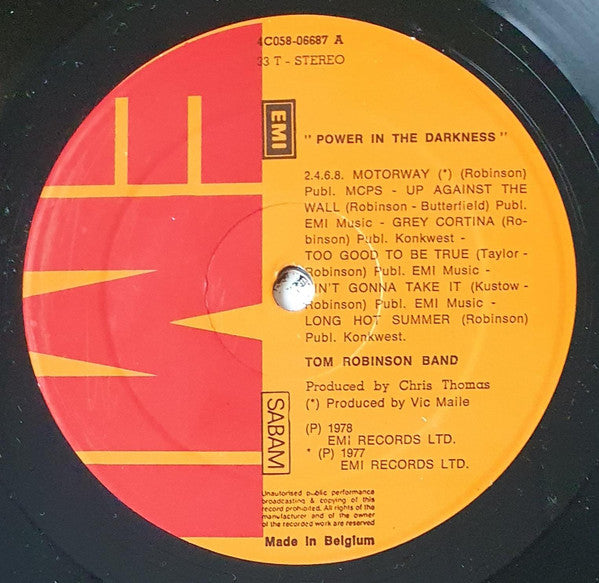 4C058-06687 A
33 T - STEREO
EMI
" POWER IN THE DARKNESS "
2.4.6.8. MOTORWAY (*) (Robinson)
Publ. MCPS - UP AGAINST THE
WALL (Robinson - Butterfield) Publ.
EMI Music - GREY CORTINA (Ro-
binson) Publ. Konkwest -
TOO GOOD TO BE TRUE (Taylor -
Robinson) Publ. EMI Music -
AIN'T GONNA TAKE IT (Kustow -
Robinson) Publ. EMI Music -
LONG HOT SUMMER (Robinson)
Publ. Konkwest.
TOM ROBINSON BAND
Produced by Chris Thomas
(*) Produced by Vic Maile
SABAM
(P) 1978
EMI RECORDS LTD.
* (P) 1977
EMI RECORDS LTD.
Unauthorised public performance
broadcasting & copying of this
record prohibited. All rights of the
manufacturer and of the owner
of the recorded work are reserved
Made in Belgium